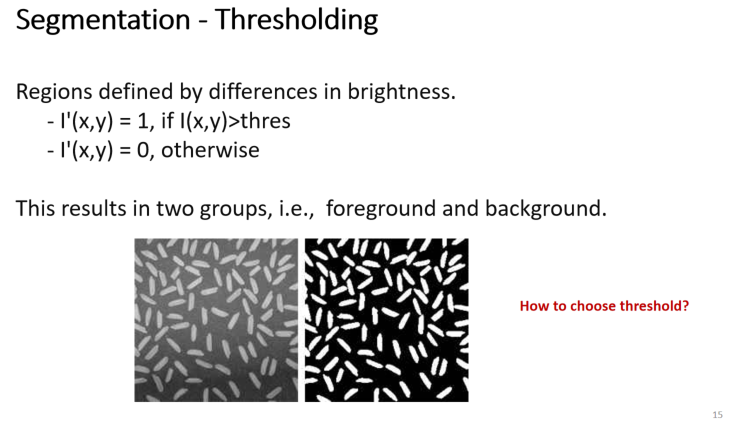 Segmentation - Thresholding
Regions defined by differences in brightness.
- I'(x,y) = 1, if I(x,y)>thres
- I'(x,y) = 0, otherwise
This results in two groups, i.e., foreground and background.
How to choose threshold?
15